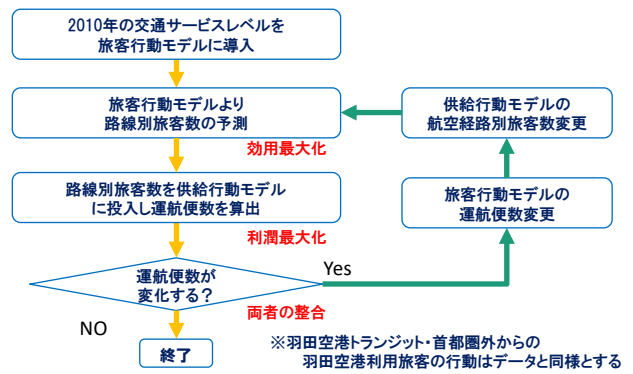 2010年の交通サービスレベルを
旅客行動モデルに導入
旅客行動モデルより
路線別旅客数の予測
効用最大化
路線別旅客数を供給行動モデル
に投入し運航便数を算出
利潤最大化
運航便数が
変化する？
Yes
両者の整合
NO
終了
供給行動モデルの
航空経路別旅客数変更
旅客行動モデルの
運航便数変更
※羽田空港トランジット・首都圏外からの
羽田空港利用旅客の行動はデータと同様とする